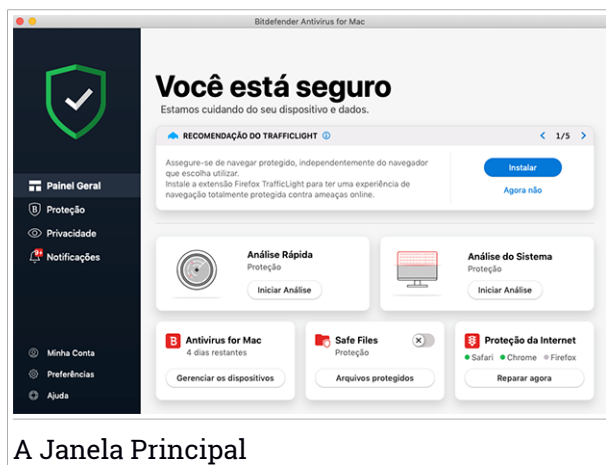 Bitdefender Antivirus for Mac
Você está seguro
Estamos cuidando do seu dispositivo e dados.
RECOMENDAÇÃO DO TRAFFICLIGHT
1/5
Assegure-se de navegar protegido, independentemente do navegador
que escolha utilizar.
Instale a extensão Firefox TrafficLight para ter uma experiência de
navegação totalmente protegida contra ameaças online.
Instalar
Agora não
Painel Geral
B Proteção
Privacidade
9+ Notificações
Minha Conta
Preferências
Ajuda
Análise Rápida
Proteção
Iniciar Análise
Análise do Sistema
Proteção
Iniciar Análise
B Antivirus for Mac
4 dias restantes
Gerenciar os dispositivos
Safe Files
Proteção
Arquivos protegidos
Proteção da Internet
Safari Chrome Firefox
Reparar agora
A Janela Principal